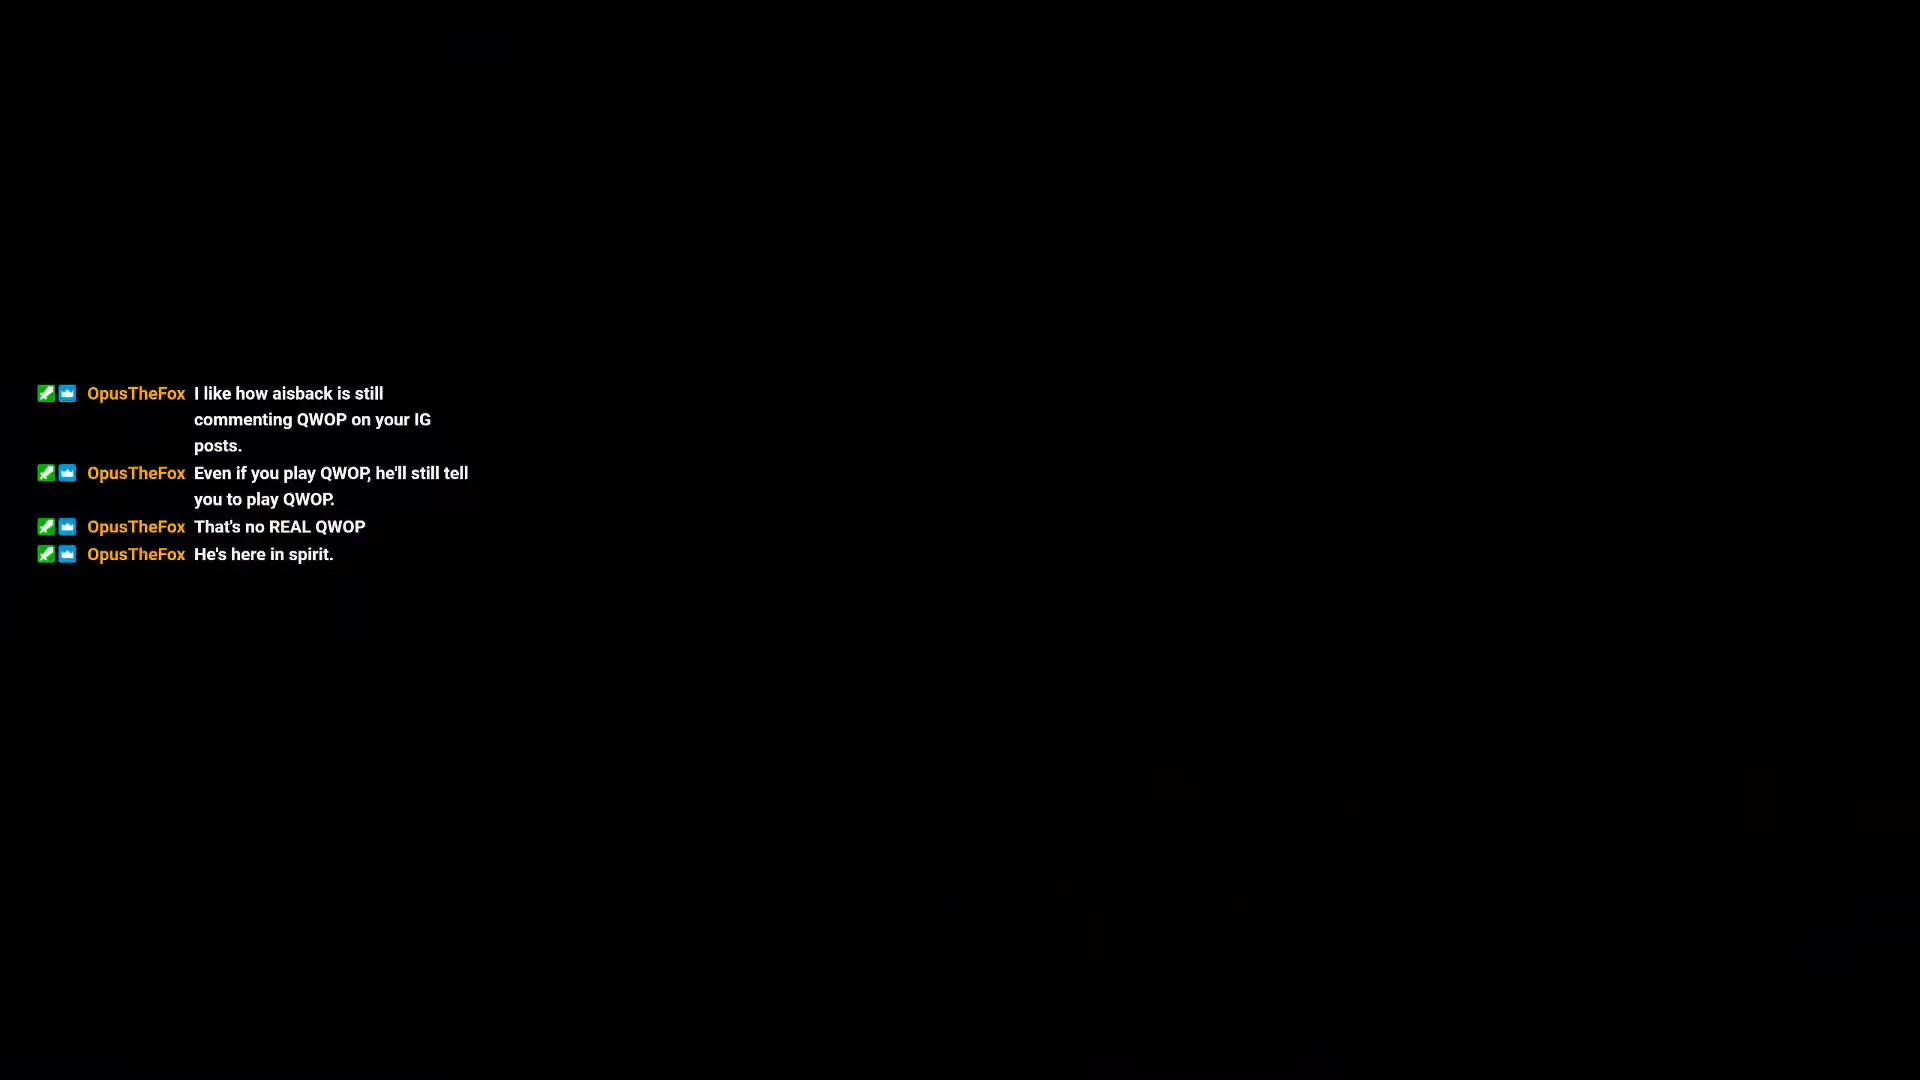 OpusTheFox I like how aisback is still
commenting QWOP on your IG
posts.
OpusTheFox Even if you play QWOP, he'll still tell
you to play QWOP.
OpusTheFox That's no REAL QWOP
OpusTheFox He's here in spirit.